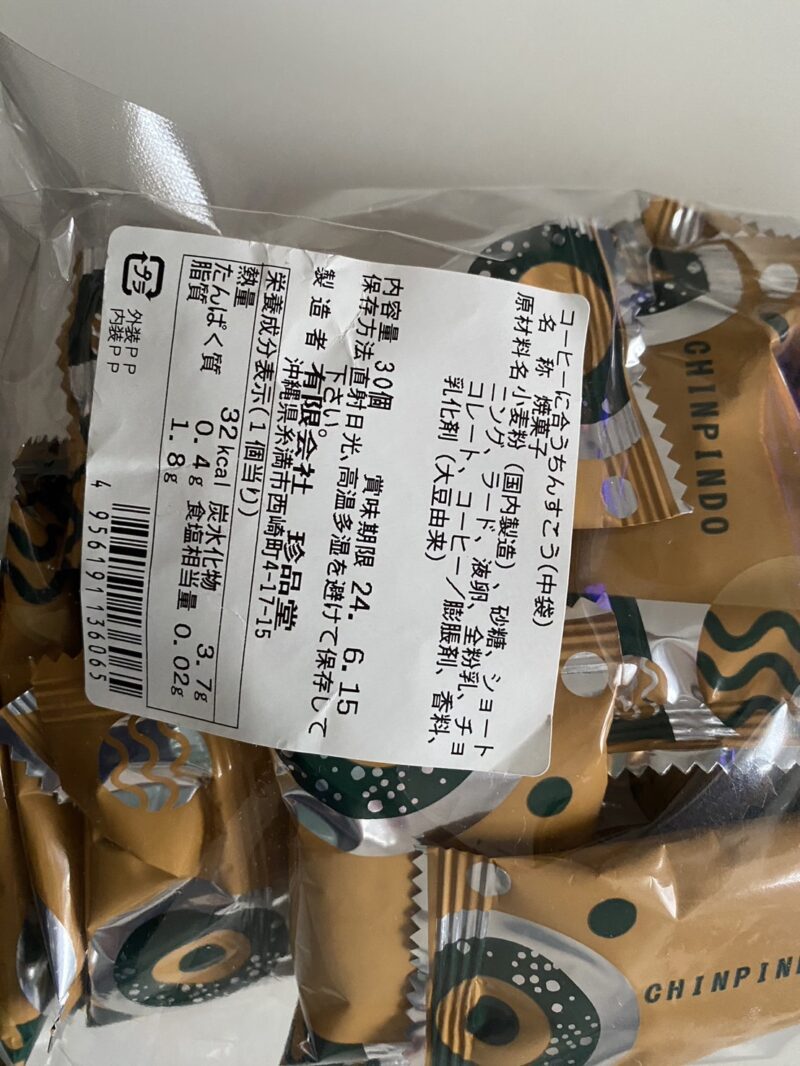 コーヒーに合うちんすこう(中袋)
名称 焼菓子
原材料名 小麦粉(国内製造)、砂糖、ショート
ニング、ラード、液卵、全粉乳、チョ
コレート、コーヒー/膨脹剤、香料、
乳化剤(大豆由来)
内容量 30個 賞味期限 24. 6.15
保存方法 直射日光、高温多湿を避けて保存して
下さい。
製造者 有限会社 珍品堂
沖縄県糸満市西崎町4-17-15
栄養成分表示(1個当り)
熱量 32kcal 炭水化物 3.7g
たんぱく質 0.4g 食塩相当量 0.02g
脂質 1.8g
プラ
外装PP
内装PP
4 956191 136065
CHINPINDO
CHINPIN